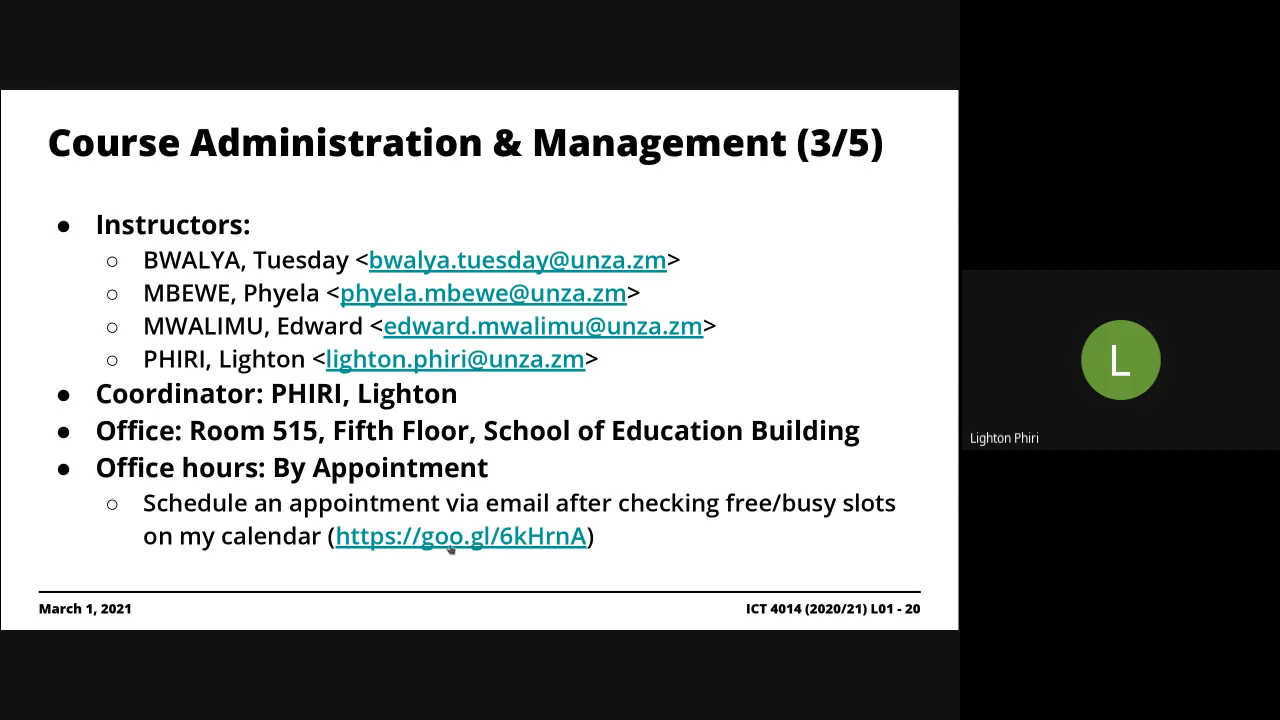 Course Administration & Management (3/5)
● Instructors:
○ BWALYA, Tuesday <bwalya.tuesday@unza.zm>
○ MBEWE, Phyela <phyela.mbewe@unza.zm>
○ MWALIMU, Edward <edward.mwalimu@unza.zm>
○ PHIRI, Lighton <lighton.phiri@unza.zm>
● Coordinator: PHIRI, Lighton
● Office: Room 515, Fifth Floor, School of Education Building
● Office hours: By Appointment
○ Schedule an appointment via email after checking free/busy slots
on my calendar (https://goo.gl/6kHrnA)
March 1, 2021
ICT 4014 (2020/21) L01 - 20
L
Lighton Phiri